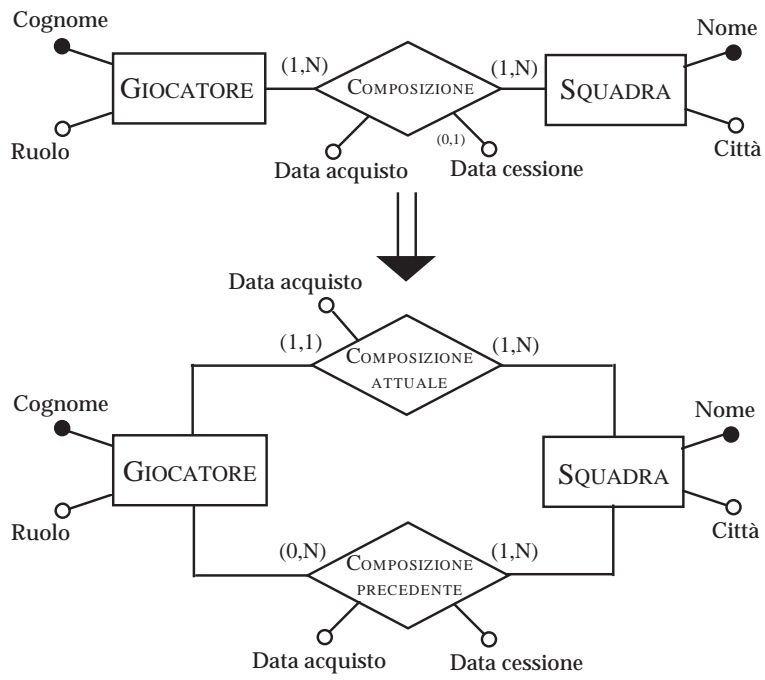 Cognome
Nome
(1,N)
(1,N)
GIOCATORE
COMPOSIZIONE
SQUADRA
(0,1)
Ruolo
Data acquisto
Data cessione
Città
Data acquisto
(1,1)
COMPOSIZIONE
ATTUALE
(1,N)
Cognome
Nome
GIOCATORE
SQUADRA
Ruolo
Città
(0,N)
COMPOSIZIONE
PRECEDENTE
(1,N)
Data acquisto
Data cessione